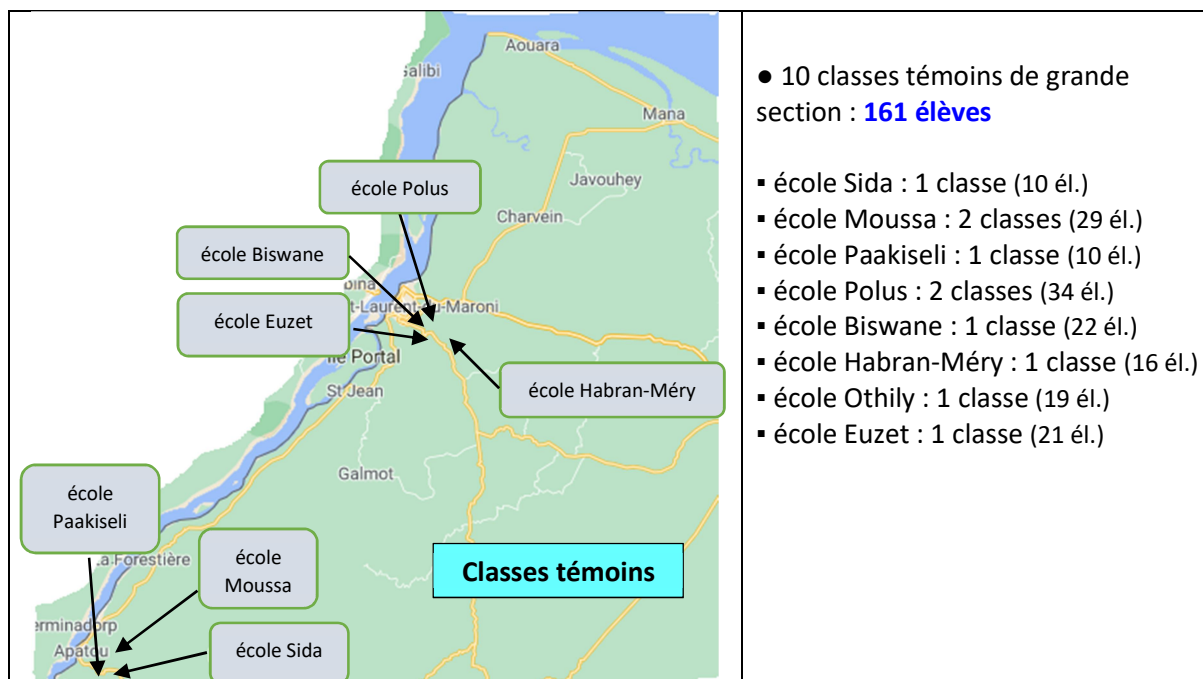 Aouara
Galibi
Mana
école Polus
Javouhey
Charvein
école Biswane
bina
t-Laurent-du-Maroni
école Euzet
Ile Portal
école Habran-Méry
St Jean
Galmot
école
Paakiseli
a Forestière
école
Moussa
Classes témoins
erminadorp
Apatou
école Sida
● 10 classes témoins de grande
section : 161 élèves
▪ école Sida : 1 classe (10 él.)
▪ école Moussa : 2 classes (29 él.)
▪ école Paakiseli : 1 classe (10 él.)
▪ école Polus : 2 classes (34 él.)
▪ école Biswane : 1 classe (22 él.)
▪ école Habran-Méry : 1 classe (16 él.)
▪ école Othily : 1 classe (19 él.)
▪ école Euzet : 1 classe (21 él.)